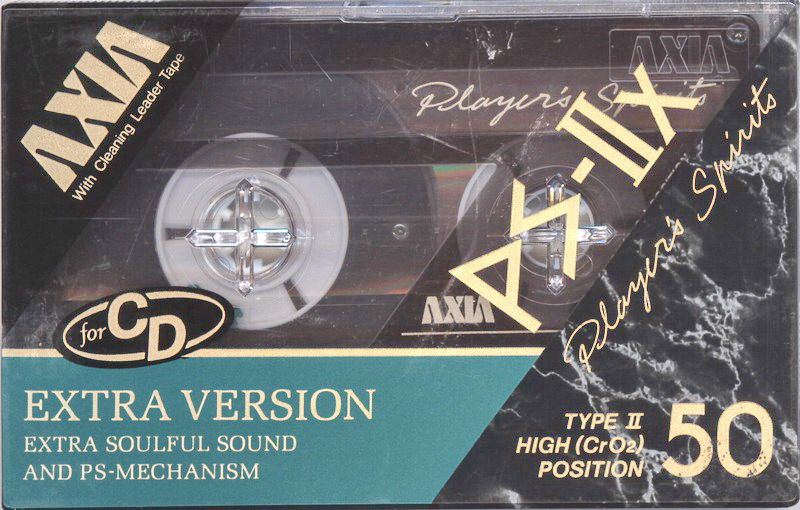 AXIA
With Cleaning Leader Tape
AXIA
Player's Spirits
PS-IIx
Player's Spirits
AXIA
for CD
EXTRA VERSION
EXTRA SOULFUL SOUND
AND PS-MECHANISM
TYPE II
HIGH (CrO2)
POSITION
50